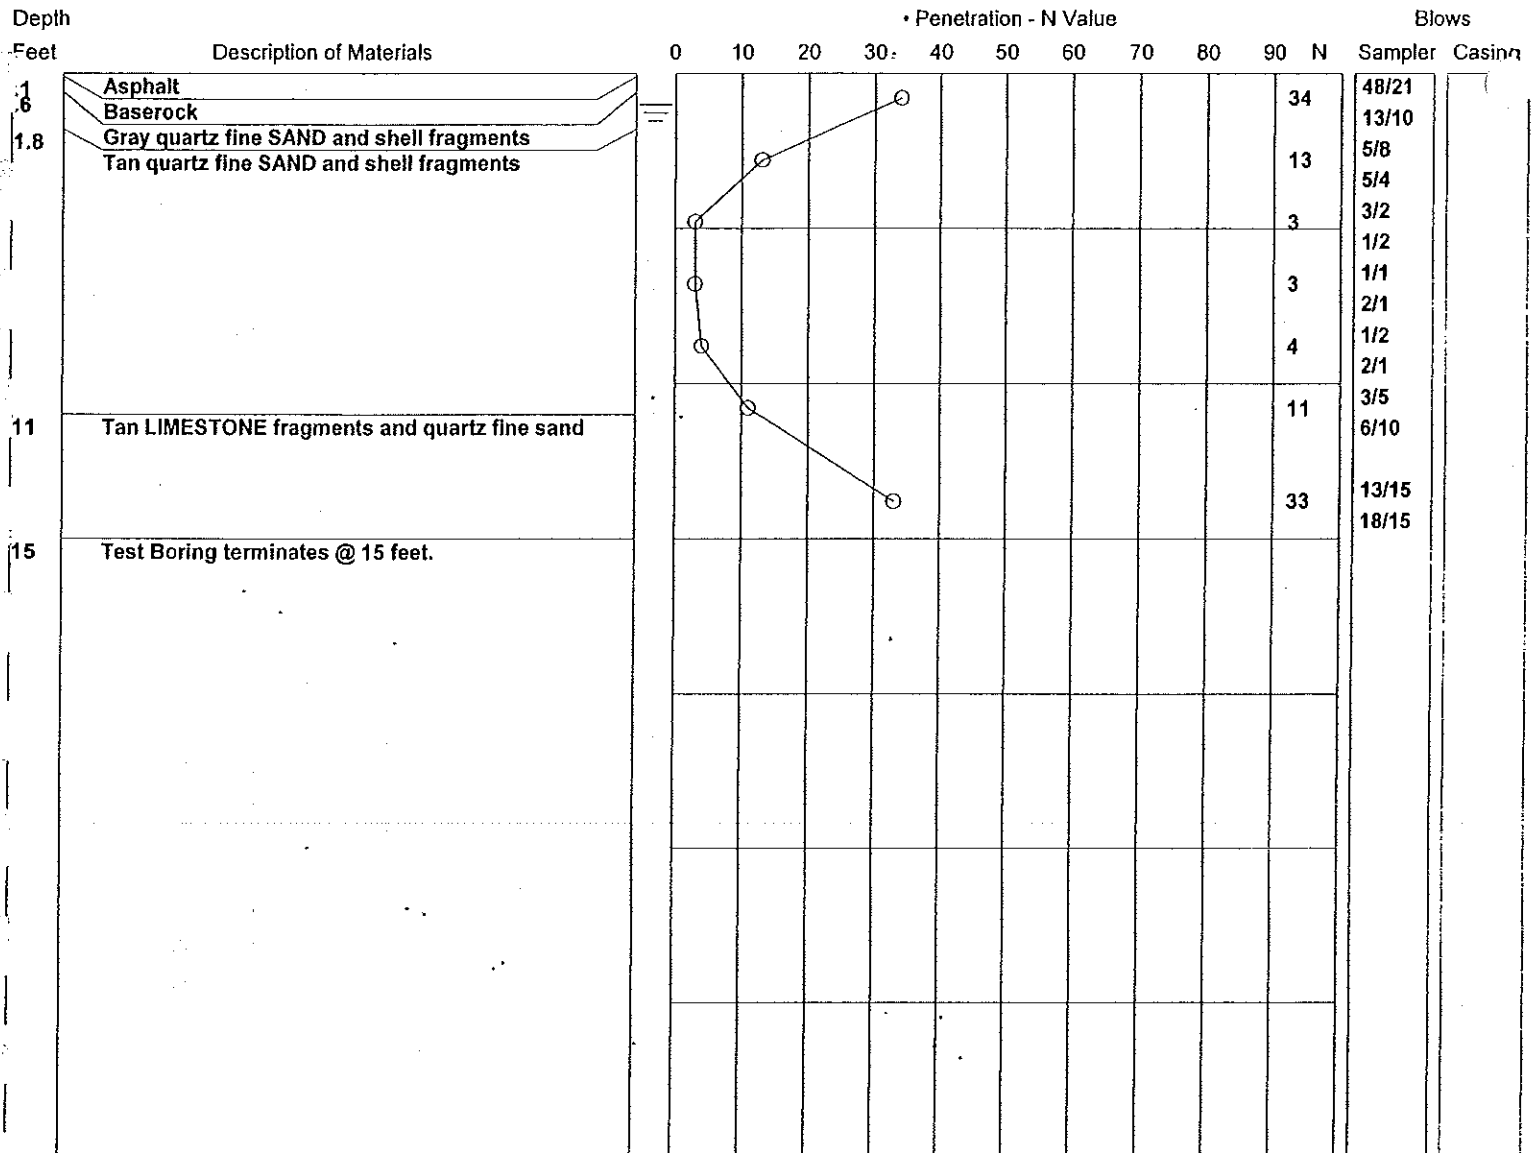 Depth • Penetration - N Value Blows
Feet Description of Materials 0 10 20 30 40 50 60 70 80 90 N Sampler Casing
.1 Asphalt 48/21
34
.6 Baserock 13/10
1.8 Gray quartz fine SAND and shell fragments 5/8
Tan quartz fine SAND and shell fragments 13
5/4
3/2
3
1/2
1/1
3
2/1
1/2
4
2/1
3/5
11
11 Tan LIMESTONE fragments and quartz fine sand 6/10
13/15
33
18/15
15 Test Boring terminates @ 15 feet.